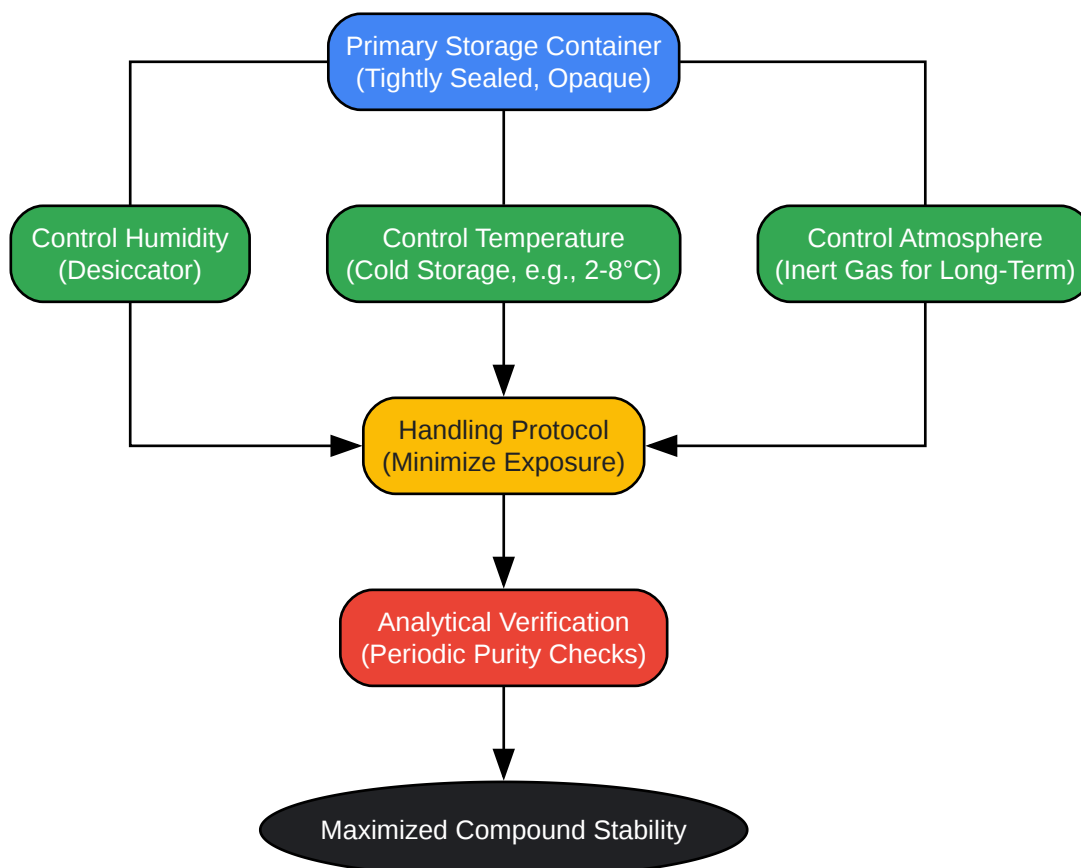 Primary Storage Container
(Tightly Sealed, Opaque)
Control Humidity
(Desiccator)
Control Temperature
(Cold Storage, e.g., 2-8°C)
Control Atmosphere
(Inert Gas for Long-Term)
Handling Protocol
(Minimize Exposure)
Analytical Verification
(Periodic Purity Checks)
Maximized Compound Stability